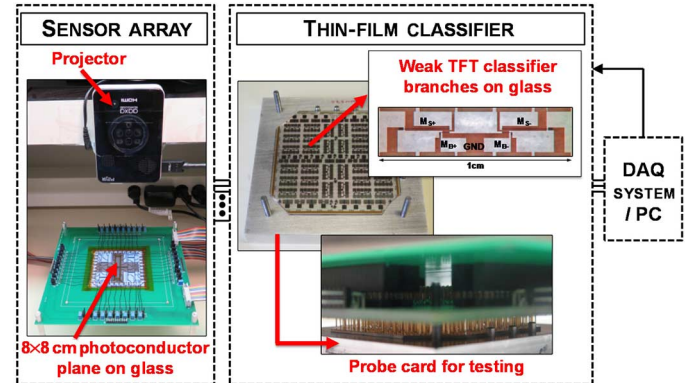 SENSOR ARRAY
Projector
8×8 cm photoconductor
plane on glass
THIN-FILM CLASSIFIER
Weak TFT classifier
branches on glass
MS+
MS-
MB+
GND
MB-
1cm
Probe card for testing
DAQ
SYSTEM
/ PC